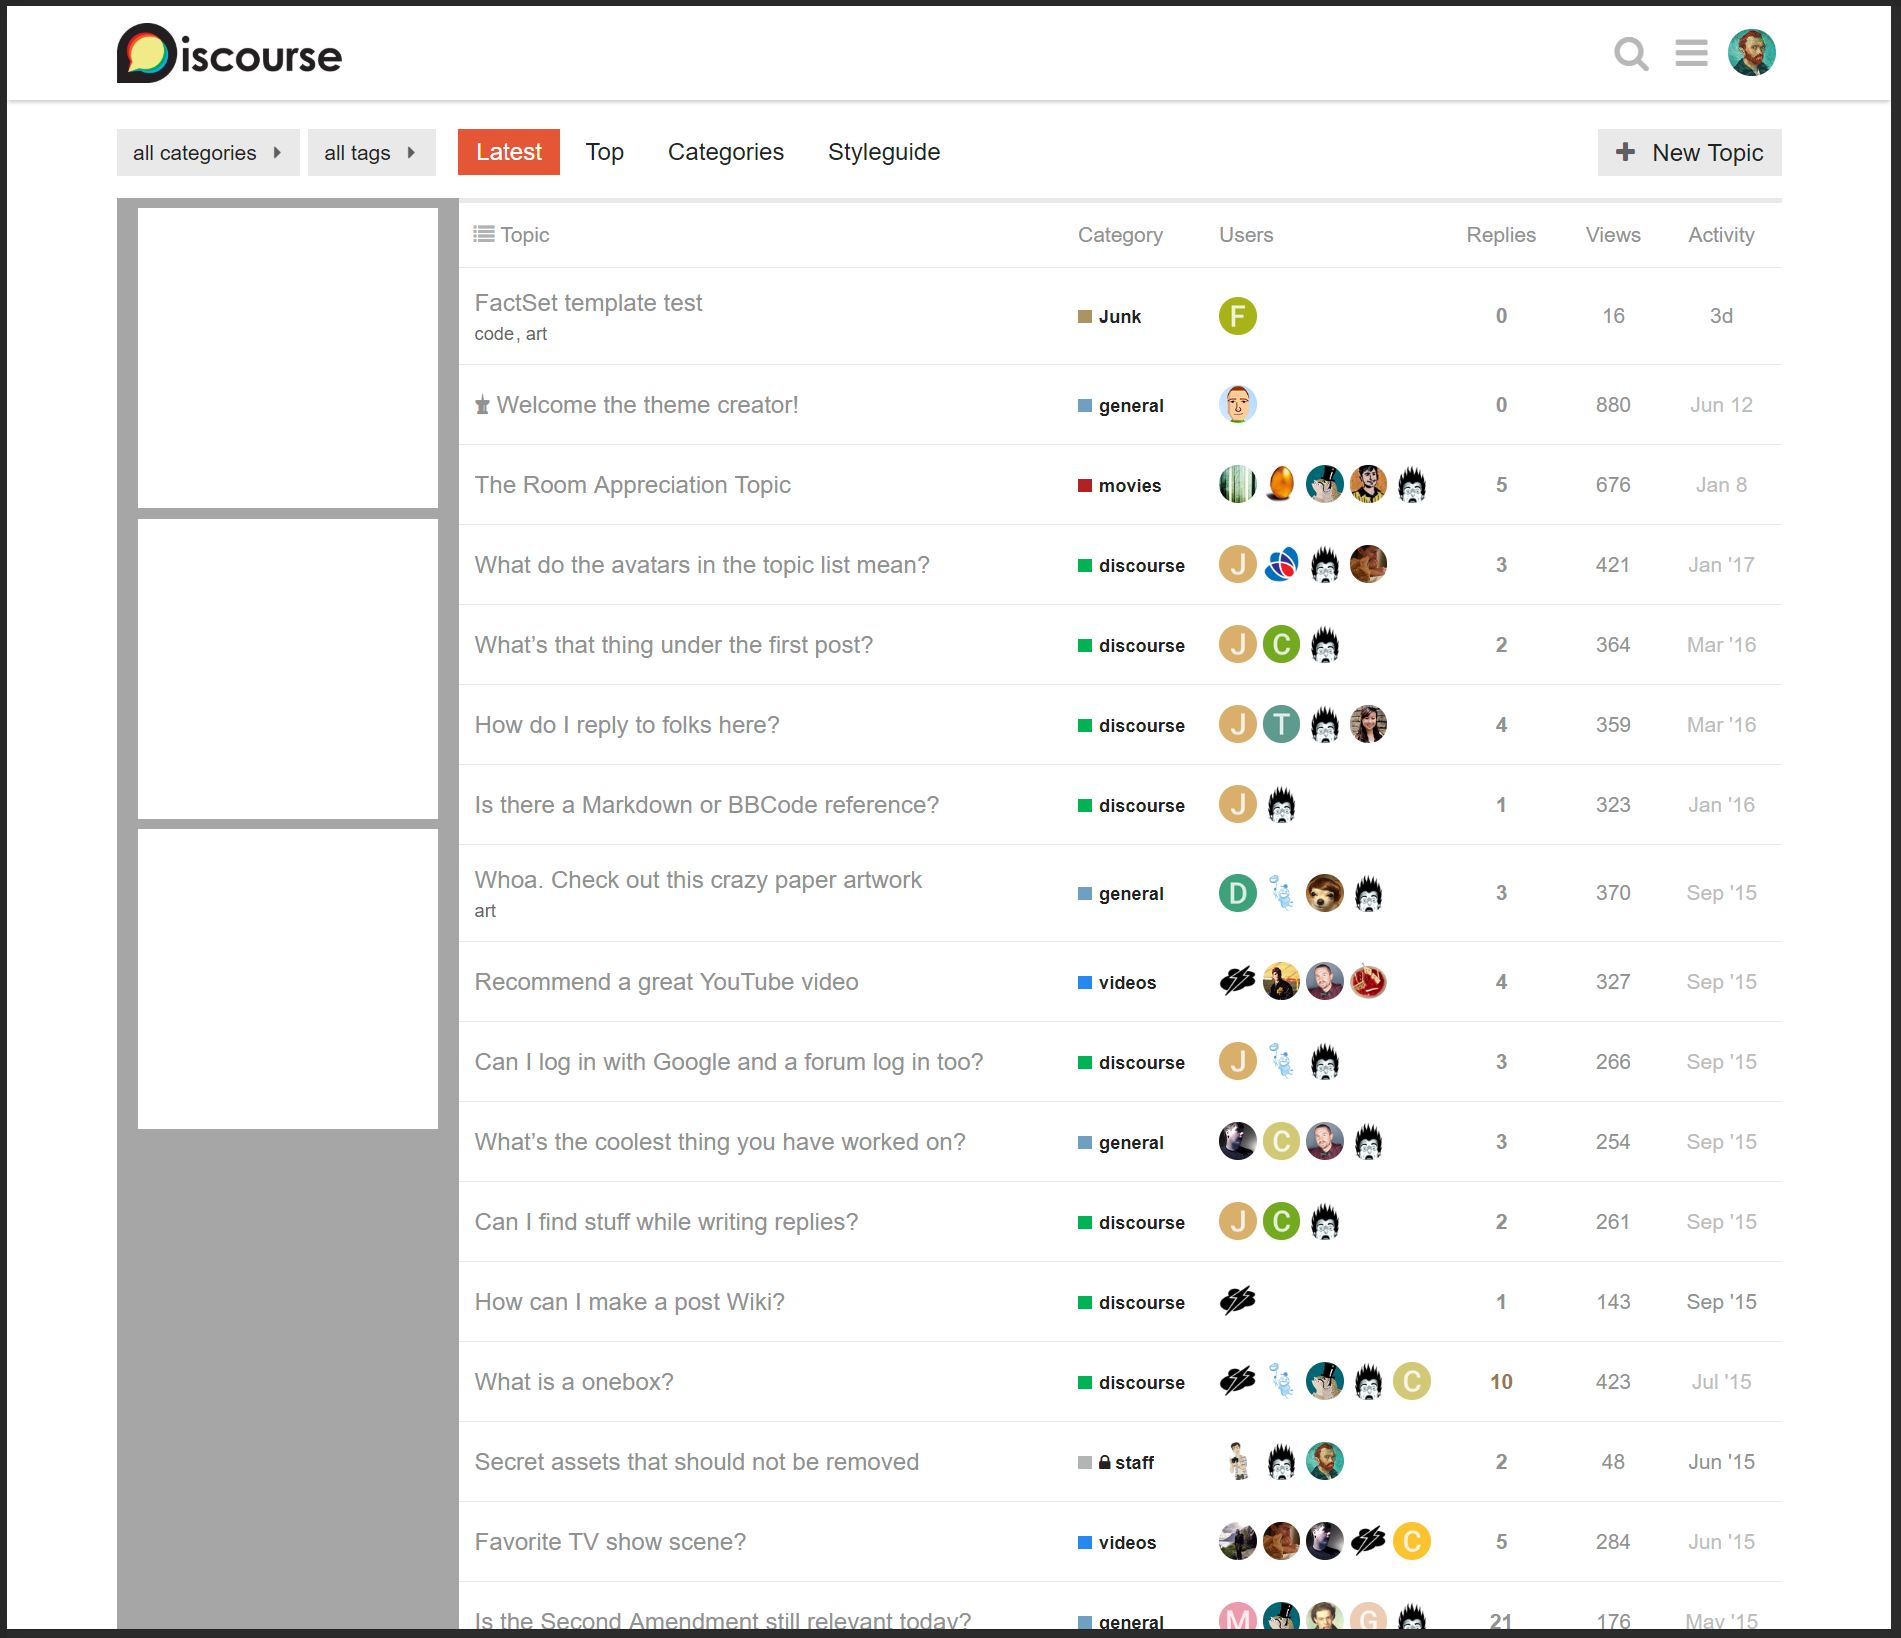 Discourse
all categories all tags Latest Top Categories Styleguide New Topic
Topic Category Users Replies Views Activity
FactSet template test Junk F 0 16 3d
code, art
Welcome the theme creator! general 0 880 Jun 12
The Room Appreciation Topic movies 5 676 Jan 8
What do the avatars in the topic list mean? discourse J 3 421 Jan '17
What’s that thing under the first post? discourse J C 2 364 Mar '16
How do I reply to folks here? discourse J T 4 359 Mar '16
Is there a Markdown or BBCode reference? discourse J 1 323 Jan '16
Whoa. Check out this crazy paper artwork general D 3 370 Sep '15
art
Recommend a great YouTube video videos 4 327 Sep '15
Can I log in with Google and a forum log in too? discourse J 3 266 Sep '15
What’s the coolest thing you have worked on? general C 3 254 Sep '15
Can I find stuff while writing replies? discourse J C 2 261 Sep '15
How can I make a post Wiki? discourse 1 143 Sep '15
What is a onebox? discourse C 10 423 Jul '15
Secret assets that should not be removed staff 2 48 Jun '15
Favorite TV show scene? videos C 5 284 Jun '15
Is the Second Amendment still relevant today? general M G 21 176 May '15